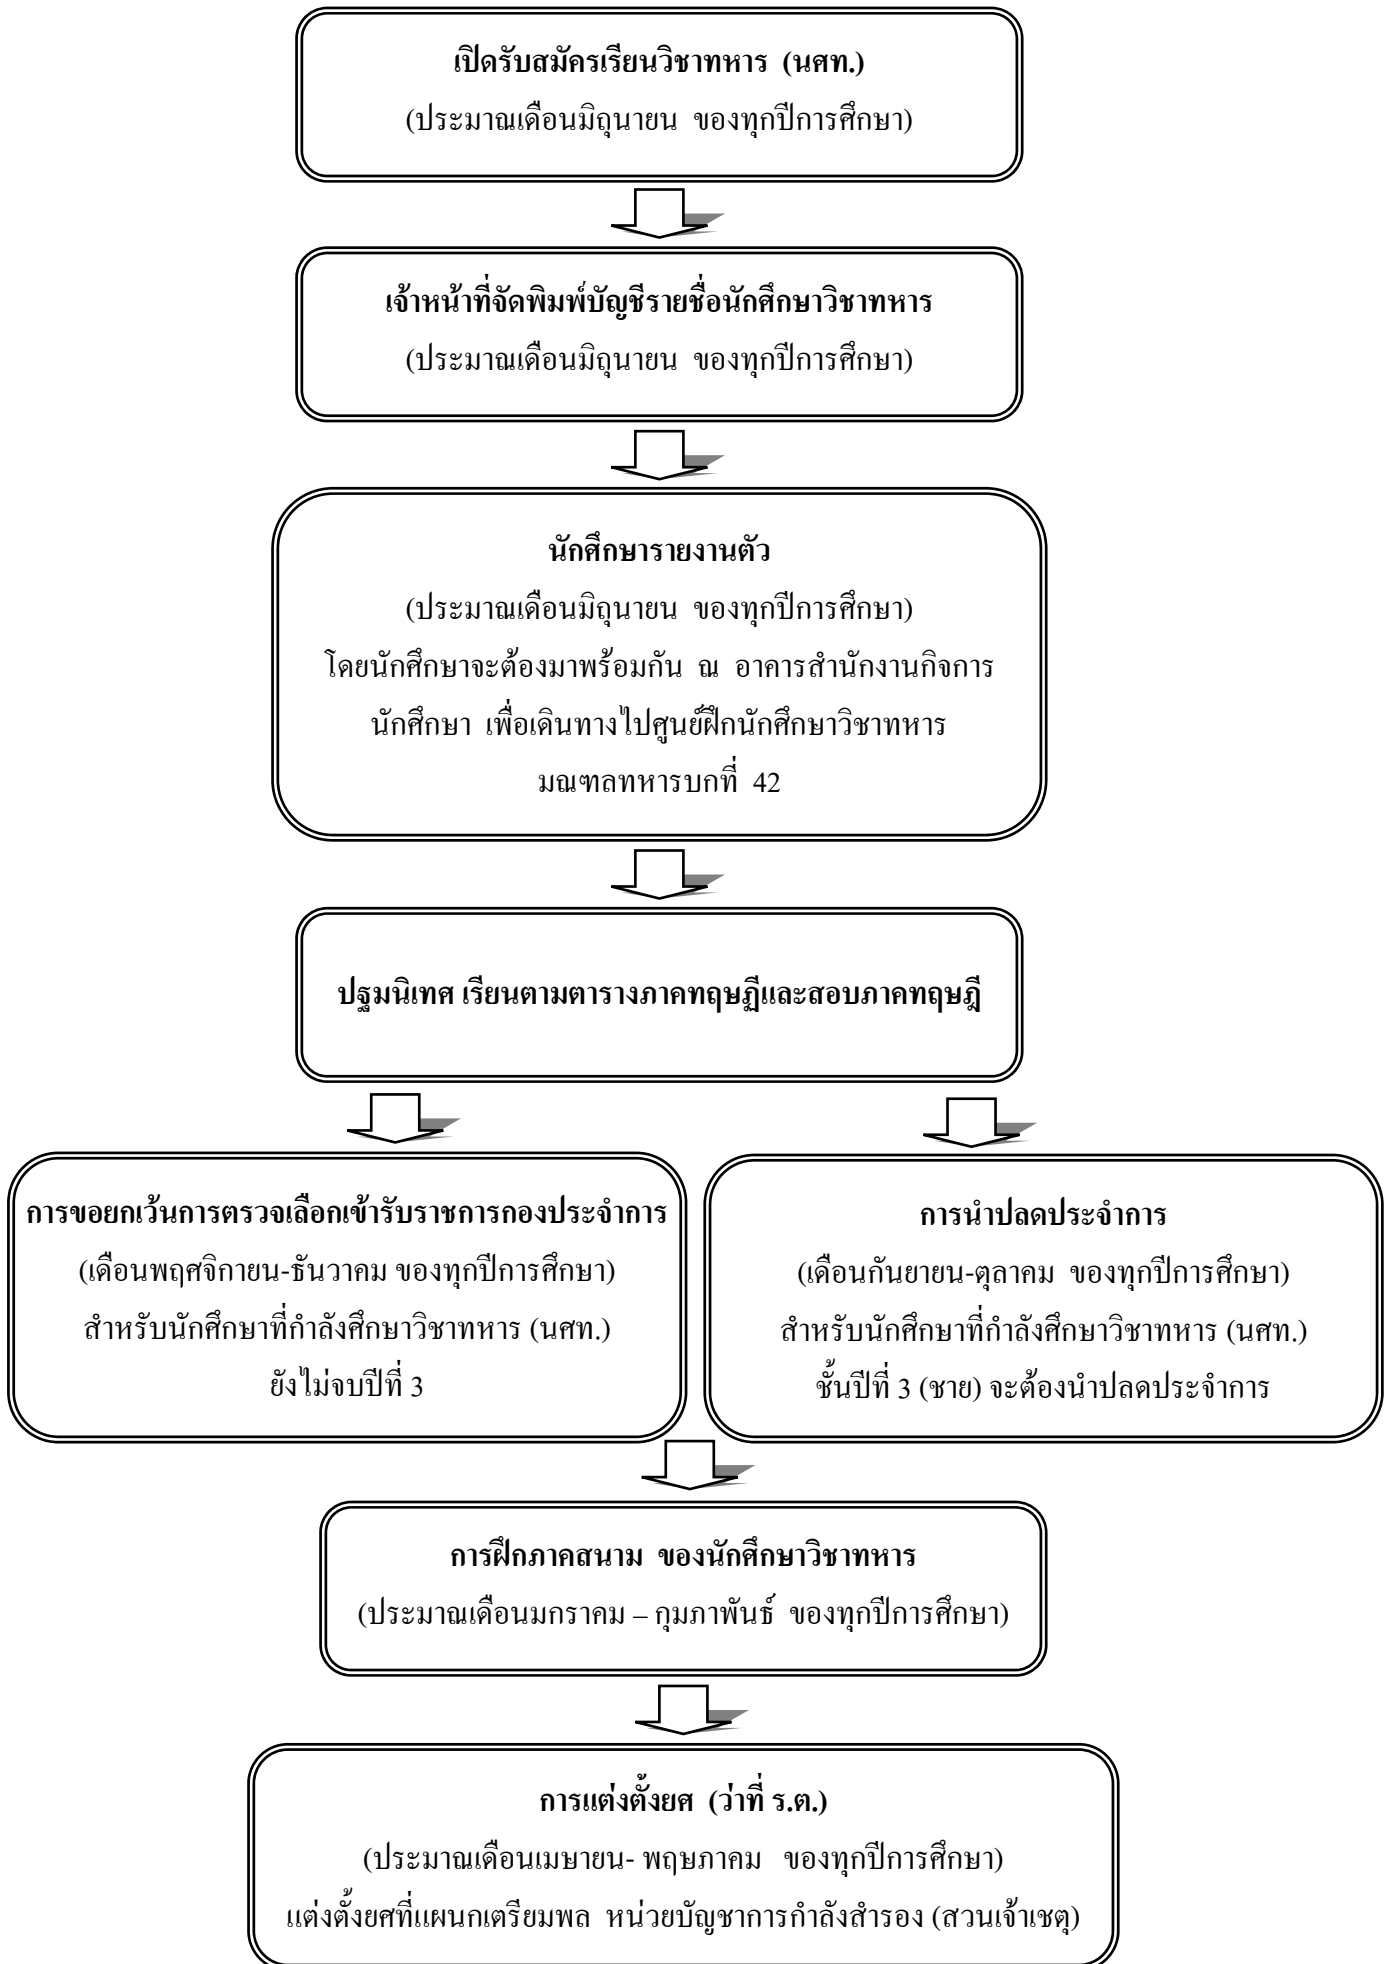 เปิดรับสมัครเรียนวิชาทหาร (นศท.)
(ประมาณเดือนมิถุนายน ของทุกปีการศึกษา)
เจ้าหน้าที่จัดพิมพ์บัญชีรายชื่อนักศึกษาวิชาทหาร
(ประมาณเดือนมิถุนายน ของทุกปีการศึกษา)
นักศึกษารายงานตัว
(ประมาณเดือนมิถุนายน ของทุกปีการศึกษา)
โดยนักศึกษาจะต้องมาพร้อมกัน ณ อาคารสำนักงานกิจการ
นักศึกษา เพื่อเดินทางไปศูนย์ฝึกนักศึกษาวิชาทหาร
มณฑลทหารบกที่ 42
ปฐมนิเทศ เรียนตามตารางภาคทฤษฏีและสอบภาคทฤษฎี
การขอยกเว้นการตรวจเลือกเข้ารับราชการกองประจำการ
(เดือนพฤศจิกายน-ธันวาคม ของทุกปีการศึกษา)
สำหรับนักศึกษาที่กำลังศึกษาวิชาทหาร (นศท.)
ยังไม่จบปีที่ 3
การนำปลดประจำการ
(เดือนกันยายน-ตุลาคม ของทุกปีการศึกษา)
สำหรับนักศึกษาที่กำลังศึกษาวิชาทหาร (นศท.)
ชั้นปีที่ 3 (ชาย) จะต้องนำปลดประจำการ
การฝึกภาคสนาม ของนักศึกษาวิชาทหาร
(ประมาณเดือนมกราคม – กุมภาพันธ์ ของทุกปีการศึกษา)
การแต่งตั้งยศ (ว่าที่ ร.ต.)
(ประมาณเดือนเมษายน- พฤษภาคม ของทุกปีการศึกษา)
แต่งตั้งยศที่แผนกเตรียมพล หน่วยบัญชาการกำลังสำรอง (สวนเจ้าเชตุ)